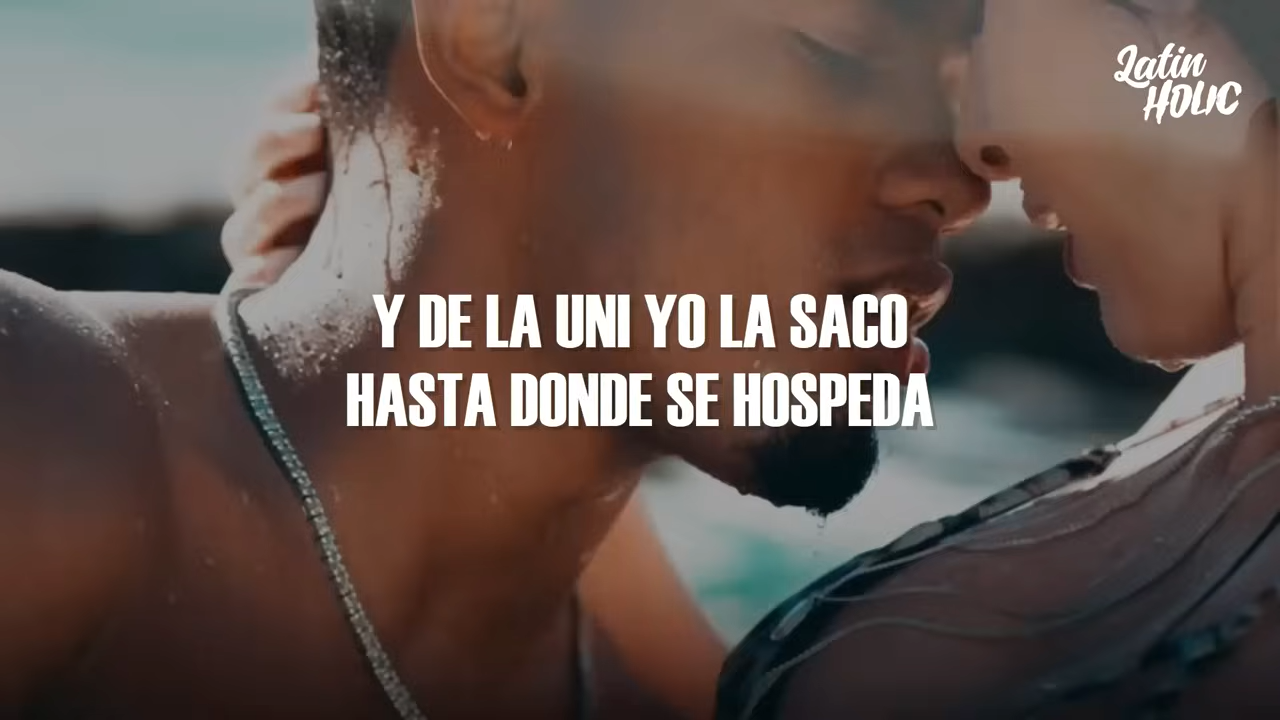 Latin
HOLIC
Y DE LA UNI YO LA SACO
HASTA DONDE SE HOSPEDA